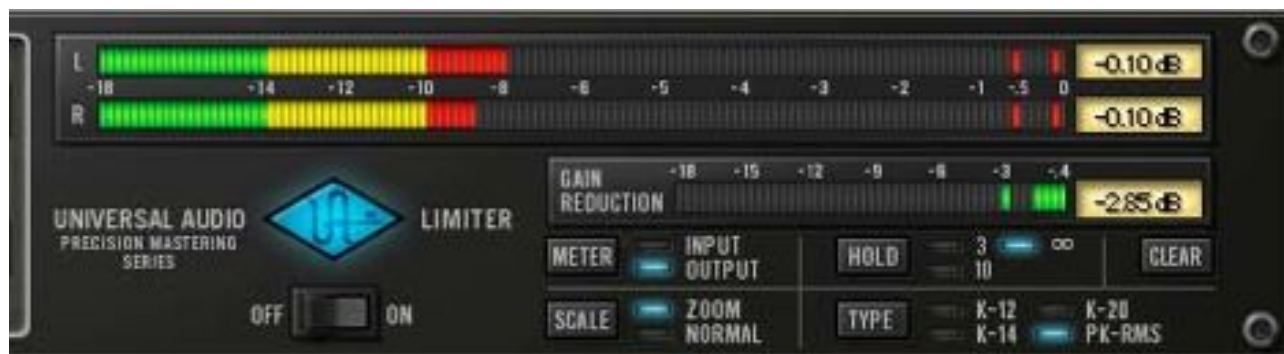 L -0.10 dB
-18 -14 -12 -10 -8 -6 -5 -4 -3 -2 -1 -.5 0
R -0.10 dB
GAIN REDUCTION -18 -15 -12 -9 -6 -3 -.4 -2.85 dB
UNIVERSAL AUDIO
PRECISION MASTERING
SERIES
LIMITER
OFF ON
METER INPUT
OUTPUT
HOLD 3 ∞
10
CLEAR
SCALE ZOOM
NORMAL
TYPE K-12 K-20
K-14 PK-RMS